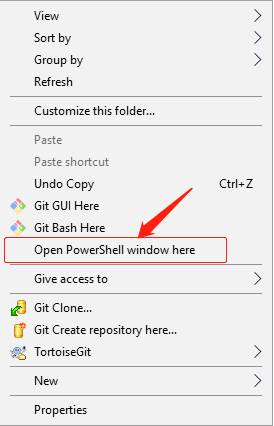 View
Sort by
Group by
Refresh
Customize this folder...
Paste
Paste shortcut
Undo Copy Ctrl+Z
Git GUI Here
Git Bash Here
Open PowerShell window here
Give access to
Git Clone...
Git Create repository here...
TortoiseGit
New
Properties